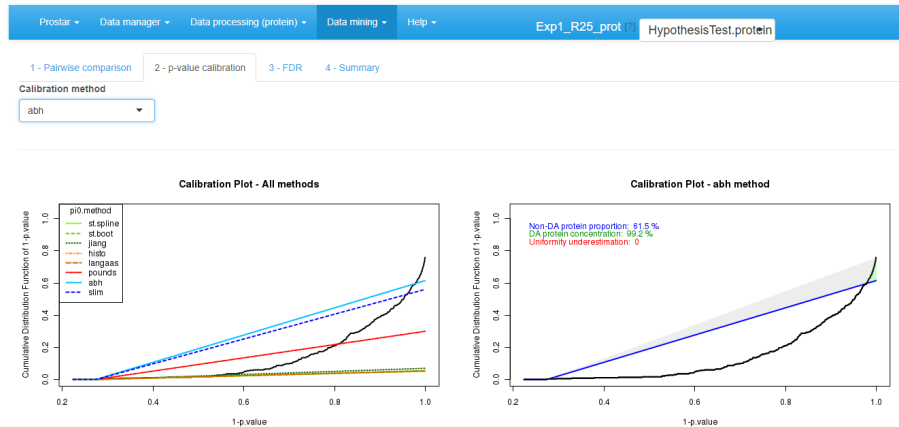 Prostar
Data manager
Data processing (protein)
Data mining
Help
Exp1_R25_prot [?]
HypothesisTest.protein
1 - Pairwise comparison
2 - p-value calibration
3 - FDR
4 - Summary
Calibration method
abh
Calibration Plot - All methods
Cumulative Distribution Function of 1-p.value
1.0
0.8
0.6
0.4
0.2
0.0
pi0.method
st.spline
st.boot
jiang
histo
langaas
pounds
abh
slim
0.2 0.4 0.6 0.8 1.0
1-p.value
Calibration Plot - abh method
Cumulative Distribution Function of 1-p.value
1.0
0.8
0.6
0.4
0.2
0.0
Non-DA protein proportion: 61.5 %
DA protein concentration: 99.2 %
Uniformity underestimation: 0
0.2 0.4 0.6 0.8 1.0
1-p.value